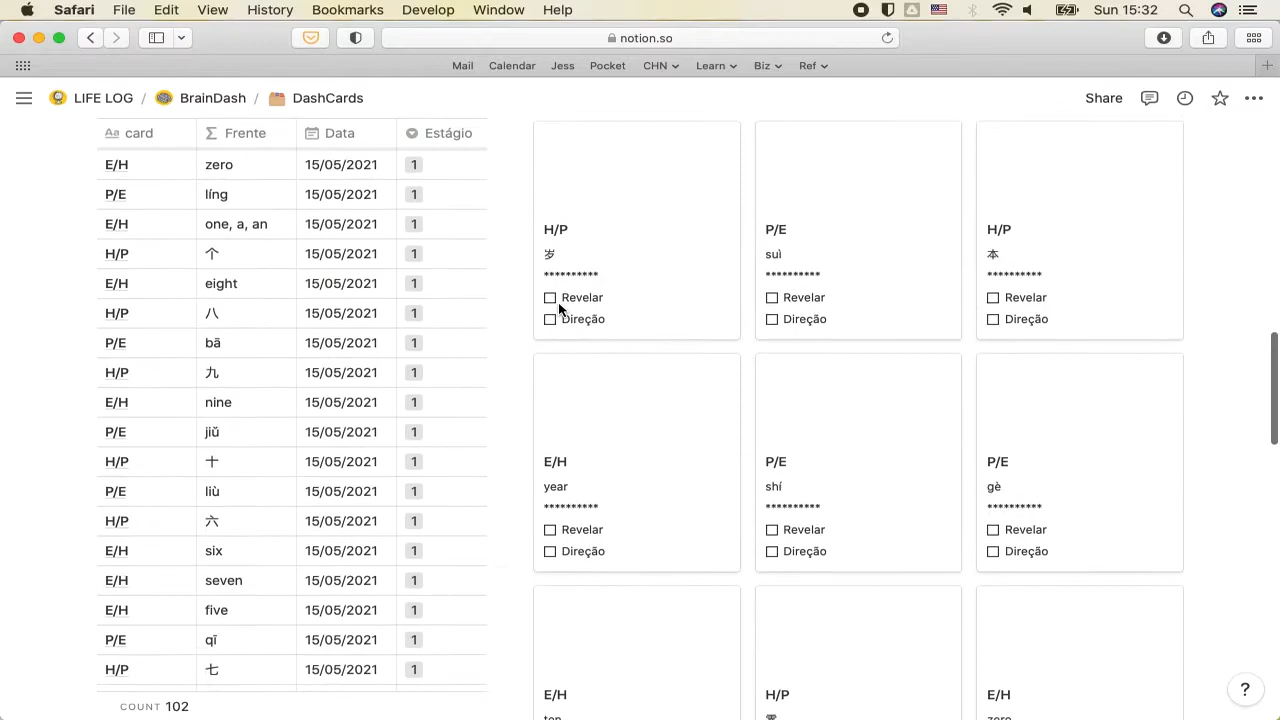 Safari File Edit View History Bookmarks Develop Window Help Sun 15:32
notion.so
Mail Calendar Jess Pocket CHN Learn Biz Ref
LIFE LOG / BrainDash / DashCards Share
Aa card Σ Frente Data Estágio
E/H zero 15/05/2021 1
P/E líng 15/05/2021 1
E/H one, a, an 15/05/2021 1
H/P 个 15/05/2021 1
E/H eight 15/05/2021 1
H/P 八 15/05/2021 1
P/E bā 15/05/2021 1
H/P 九 15/05/2021 1
E/H nine 15/05/2021 1
P/E jiǔ 15/05/2021 1
H/P 十 15/05/2021 1
P/E liù 15/05/2021 1
H/P 六 15/05/2021 1
E/H six 15/05/2021 1
E/H seven 15/05/2021 1
E/H five 15/05/2021 1
P/E qī 15/05/2021 1
H/P 七 15/05/2021 1
COUNT 102
H/P P/E H/P
岁 suì 本
********** ********** **********
Revelar Revelar Revelar
Direção Direção Direção
E/H P/E P/E
year shí gè
********** ********** **********
Revelar Revelar Revelar
Direção Direção Direção
E/H H/P E/H
ten 零 zero
?